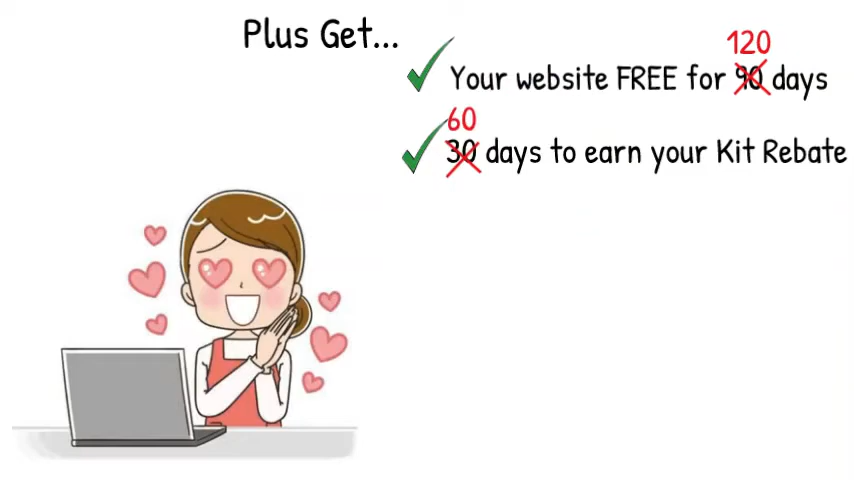 Plus Get...
120
Your website FREE for 90 days
60
30 days to earn your Kit Rebate